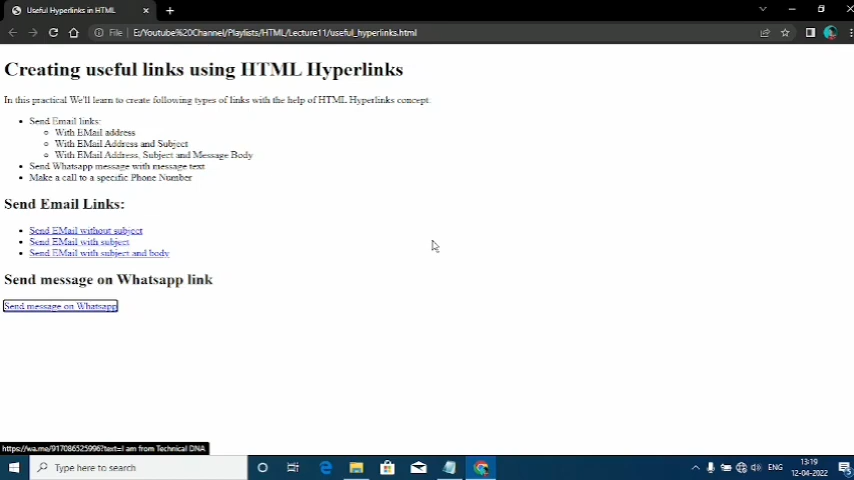 Useful Hyperlinks in HTML
File E:/Youtube%20Channel/Playlists/HTML/Lecture11/useful_hyperlinks.html
Creating useful links using HTML Hyperlinks
In this practical We'll learn to create following types of links with the help of HTML Hyperlinks concept.
Send Email links:
With EMail address
With EMail Address and Subject
With EMail Address, Subject and Message Body
Send Whatsapp message with message text
Make a call to a specific Phone Number
Send Email Links:
Send EMail without subject
Send EMail with subject
Send EMail with subject and body
Send message on Whatsapp link
Send message on Whatsapp
https://wa.me/917086525996?text=I am from Technical DNA
Type here to search
ENG
13:19
12-04-2022